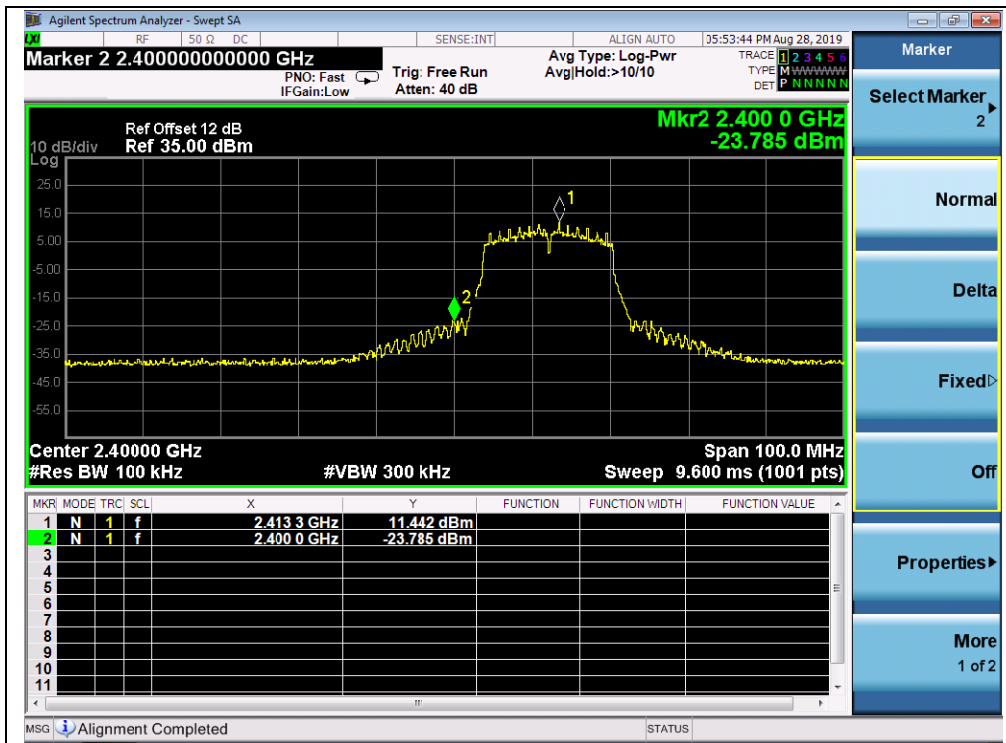 Agilent Spectrum Analyzer - Swept SA
LXI RF 50 Ω DC SENSE:INT ALIGN AUTO 05:53:44 PM Aug 28, 2019
Marker 2 2.400000000000 GHz
PNO: Fast
IFGain:Low
Trig: Free Run
Atten: 40 dB
Avg Type: Log-Pwr
Avg|Hold:>10/10
TRACE 1 2 3 4 5 6
TYPE M WWWWW
DET P N N N N N
Mkr2 2.400 0 GHz
-23.785 dBm
Ref Offset 12 dB
10 dB/div Ref 35.00 dBm
Log
25.0
15.0
5.00
-5.00
-15.0
-25.0
-35.0
-45.0
-55.0
1
2
Center 2.40000 GHz Span 100.0 MHz
#Res BW 100 kHz #VBW 300 kHz Sweep 9.600 ms (1001 pts)
MKR MODE TRC SCL X Y FUNCTION FUNCTION WIDTH FUNCTION VALUE
1 N 1 f 2.413 3 GHz 11.442 dBm
2 N 1 f 2.400 0 GHz -23.785 dBm
3
4
5
6
7
8
9
10
11
MSG Alignment Completed STATUS
Marker
Select Marker
2
Normal
Delta
Fixed
Off
Properties
More
1 of 2